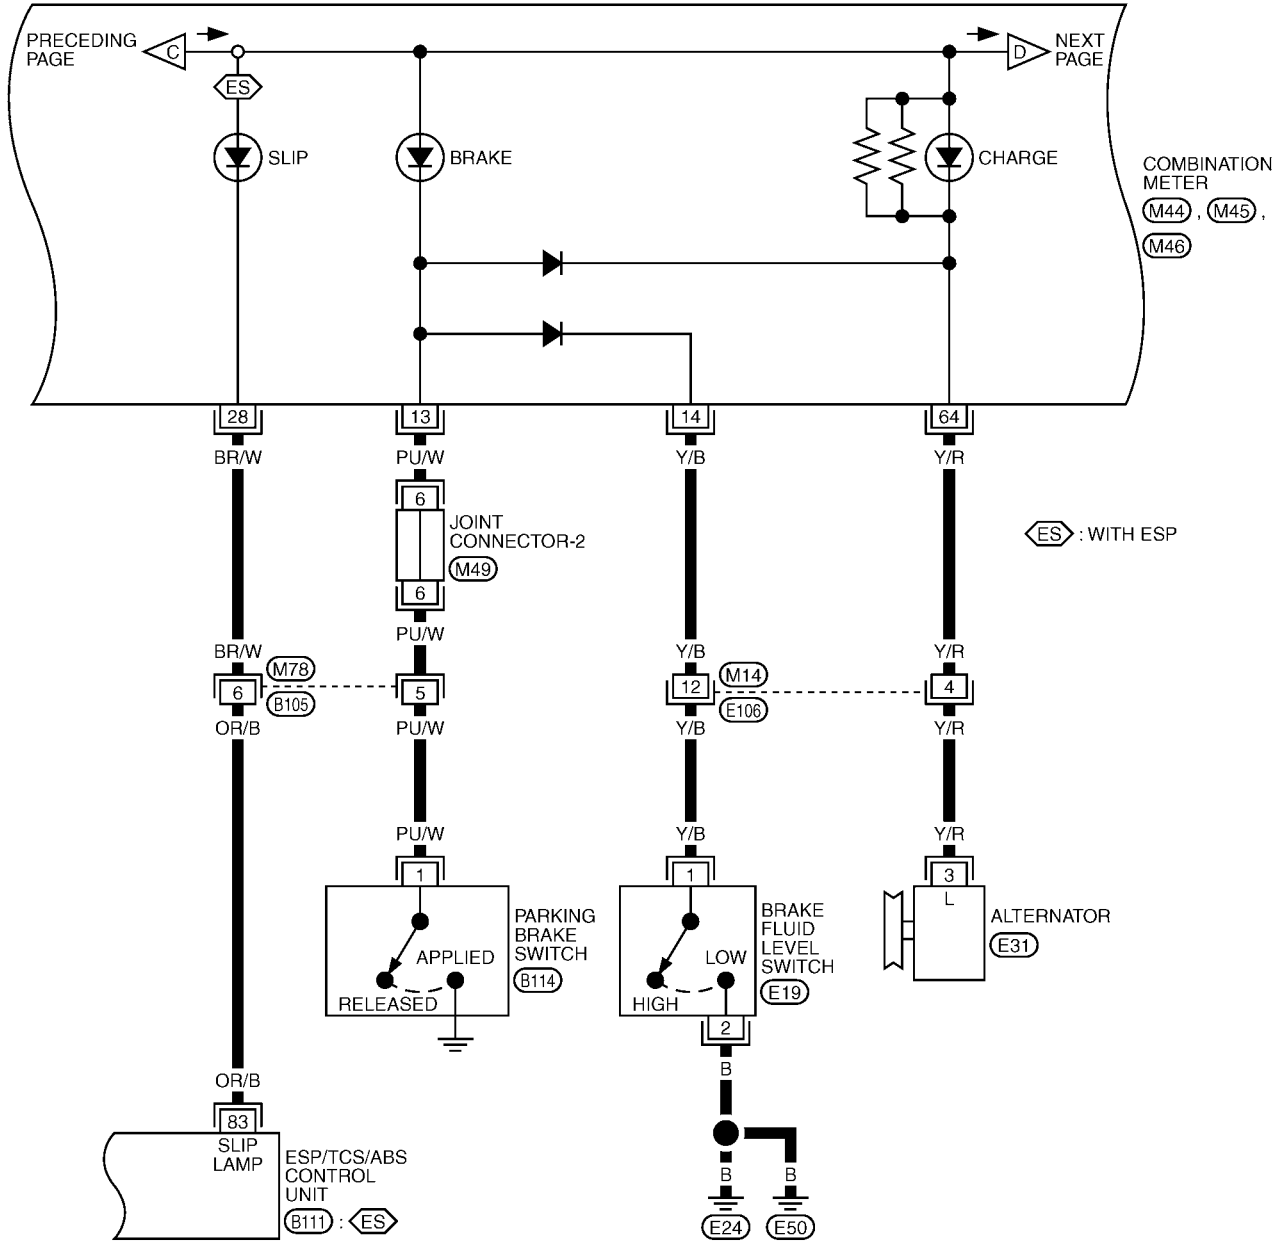 PRECEDING
PAGE
C
D
NEXT
PAGE
ES
SLIP
BRAKE
CHARGE
COMBINATION
METER
M44 , M45 ,
M46
28
13
14
64
BR/W
PU/W
Y/B
Y/R
6
JOINT
CONNECTOR-2
M49
6
ES : WITH ESP
PU/W
BR/W
Y/B
Y/R
M78
M14
6
5
12
4
B105
E106
OR/B
PU/W
Y/B
Y/R
PU/W
Y/B
Y/R
1
1
3
L
PARKING
BRAKE
SWITCH
B114
APPLIED
RELEASED
BRAKE
FLUID
LEVEL
SWITCH
E19
LOW
HIGH
ALTERNATOR
E31
2
B
OR/B
83
SLIP
LAMP
ESP/TCS/ABS
CONTROL
UNIT
B111 : ES
B
B
E24
E50